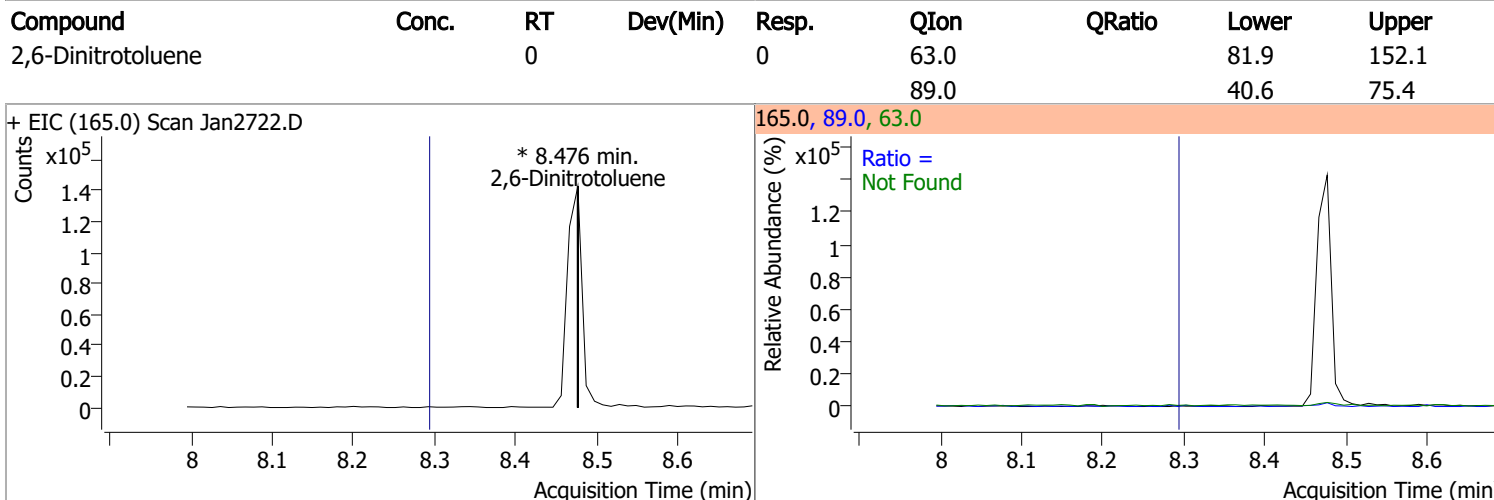 Compound Conc. RT Dev(Min) Resp. QIon QRatio Lower Upper
2,6-Dinitrotoluene 0 0 63.0 81.9 152.1
89.0 40.6 75.4
+ EIC (165.0) Scan Jan2722.D
Counts
x10⁵
* 8.476 min.
2,6-Dinitrotoluene
1.4
1.2
1
0.8
0.6
0.4
0.2
0
8 8.1 8.2 8.3 8.4 8.5 8.6
Acquisition Time (min)
165.0, 89.0, 63.0
Relative Abundance (%)
x10⁵
Ratio =
Not Found
1.2
1
0.8
0.6
0.4
0.2
0
8 8.1 8.2 8.3 8.4 8.5 8.6
Acquisition Time (min